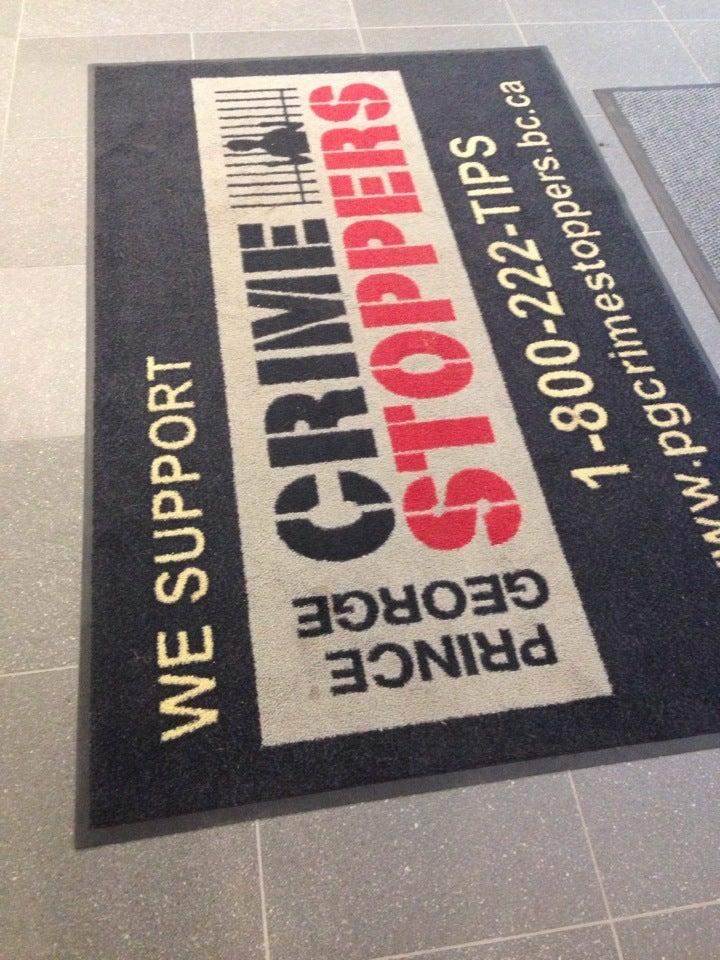 WE SUPPORT
PRINCE
GEORGE
CRIME
STOPPERS
1-800-222-TIPS
www.pgcrimestoppers.bc.ca